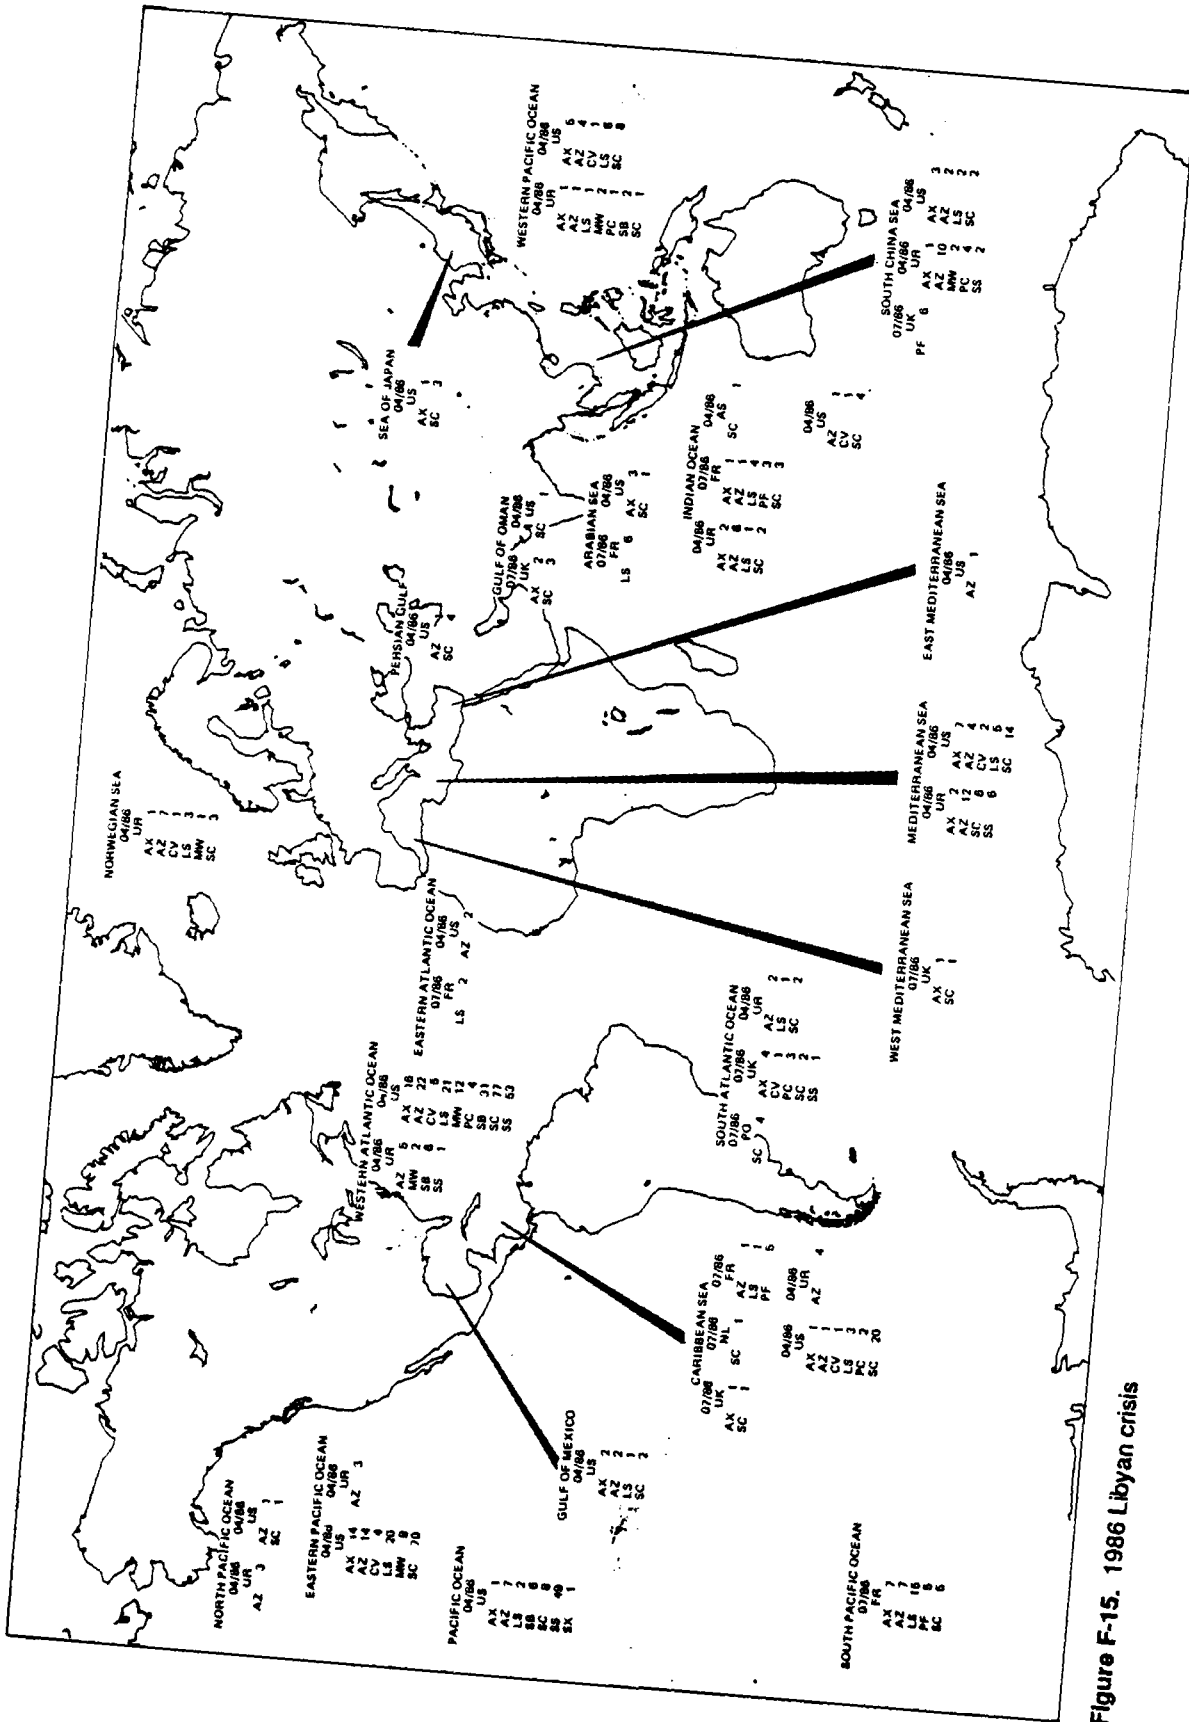 NORWEGIAN SEA
04/86
UR
AX 1
AZ 7
CV 1
LS 3
MW 1
SC 3
NORTH PACIFIC OCEAN
04/86 04/86
UR US
AZ 3 AZ 1
SC 1
EASTERN PACIFIC OCEAN
04/86 04/86
US UR
AX 14 AZ 3
AZ 14
CV 4
LS 20
MW 9
SC 70
PACIFIC OCEAN
04/86
US
AX 1
AZ 7
LS 2
SB 6
SC 8
SS 49
SX 1
WESTERN ATLANTIC OCEAN
04/86 04/86
UR US
AZ 5 AX 16
MW 2 AZ 22
SB 6 CV 5
SS 1 LS 21
MW 12
PC 4
SB 31
SC 77
SS 53
EASTERN ATLANTIC OCEAN
07/86 04/86
FR US
LS 2 AZ 2
PERSIAN GULF
04/86
US
AZ 1
SC 4
GULF OF OMAN
07/86 04/86
UK US
AX 2 SC 1
SC 3
ARABIAN SEA
07/86 04/86
FR US
LS 6 AX 3
SC 1
SEA OF JAPAN
04/86
US
AX 1
SC 3
WESTERN PACIFIC OCEAN
04/86 04/86
UR US
AX 1 AX 5
AZ 1 AZ 4
LS 1 CV 1
MW 2 LS 6
PC 1 SC 8
SB 2
SC 1
GULF OF MEXICO
04/86
US
AX 2
AZ 2
LS 1
SC 2
CARIBBEAN SEA
07/86 07/86 07/86
UK NL FR
AX 1 SC 1 AZ 1
SC 1 LS 1
PF 5
04/86 04/86
US UR
AX 1 AZ 4
AZ 1
CV 1
LS 3
PC 2
SC 20
SOUTH ATLANTIC OCEAN
07/86 07/86 04/86
PO UK UR
SC 4 AX 4 AZ 2
CV 1 LS 1
PC 3 SC 2
SC 2
SS 1
INDIAN OCEAN
04/86 07/86 04/86
UR FR AS
AX 2 AX 1 SC 1
AZ 6 AZ 1
LS 1 LS 4
SC 2 PF 3
SC 3
04/86
US
AZ 1
CV 1
SC 4
SOUTH CHINA SEA
07/86 04/86 04/86
UK UR US
PF 6 AX 1 AX 3
AZ 10 AZ 2
MW 2 LS 2
PC 4 SC 2
SS 2
SOUTH PACIFIC OCEAN
07/86
FR
AX 7
AZ 7
LS 15
PF 5
SC 5
WEST MEDITERRANEAN SEA
07/86
UK
AX 1
SC 1
MEDITERRANEAN SEA
04/86 04/86
UR US
AX 2 AX 7
AZ 12 AZ 4
SC 8 CV 2
SS 6 LS 5
SC 14
EAST MEDITERRANEAN SEA
04/86
US
AZ 1
Figure F-15. 1986 Libyan crisis